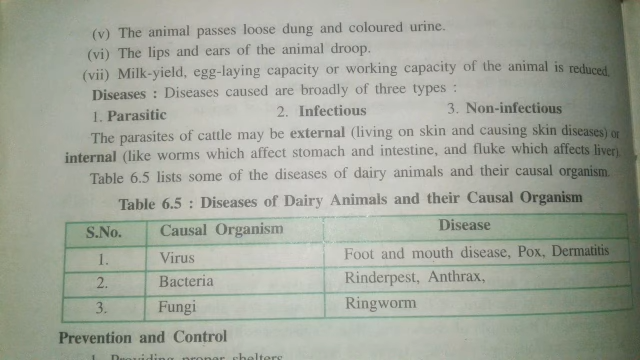 (v) The animal passes loose dung and coloured urine.
(vi) The lips and ears of the animal droop.
(vii) Milk-yield, egg-laying capacity or working capacity of the animal is reduced.
Diseases : Diseases caused are broadly of three types :
1. Parasitic 2. Infectious 3. Non-infectious
The parasites of cattle may be external (living on skin and causing skin diseases) or
internal (like worms which affect stomach and intestine, and fluke which affects liver).
Table 6.5 lists some of the diseases of dairy animals and their causal organism.
Table 6.5 : Diseases of Dairy Animals and their Causal Organism
S.No. Causal Organism Disease
1. Virus Foot and mouth disease, Pox, Dermatitis
2. Bacteria Rinderpest, Anthrax,
3. Fungi Ringworm
Prevention and Control
1. Providing proper shelters